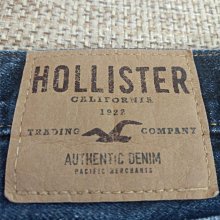 HOLLISTER
CALIFORNIA
1922
TRADING COMPANY
AUTHENTIC DENIM
PACIFIC MERCHANTS